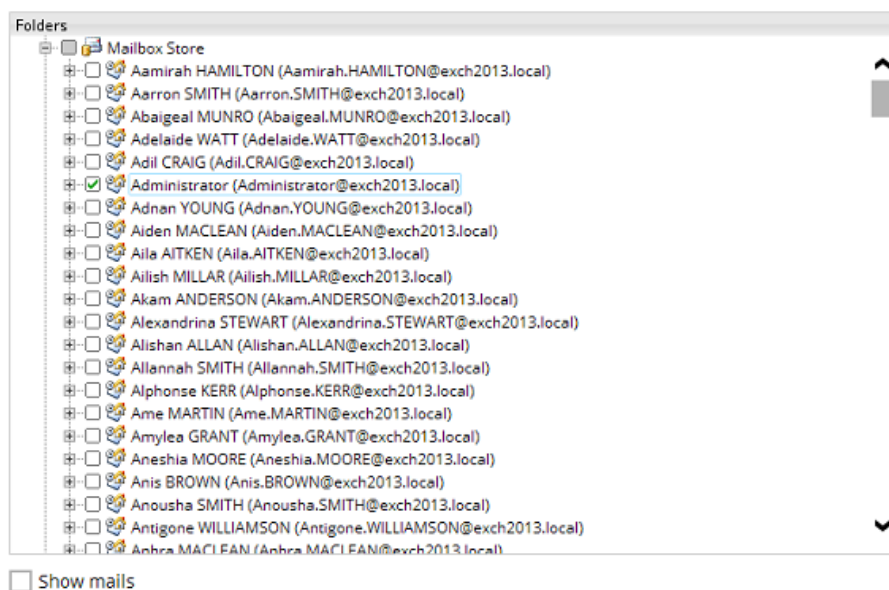 Folders
Mailbox Store
Aamirah HAMILTON (Aamirah.HAMILTON@exch2013.local)
Aarron SMITH (Aarron.SMITH@exch2013.local)
Abaigeal MUNRO (Abaigeal.MUNRO@exch2013.local)
Adelaide WATT (Adelaide.WATT@exch2013.local)
Adil CRAIG (Adil.CRAIG@exch2013.local)
Administrator (Administrator@exch2013.local)
Adnan YOUNG (Adnan.YOUNG@exch2013.local)
Aiden MACLEAN (Aiden.MACLEAN@exch2013.local)
Aila AITKEN (Aila.AITKEN@exch2013.local)
Ailish MILLAR (Ailish.MILLAR@exch2013.local)
Akam ANDERSON (Akam.ANDERSON@exch2013.local)
Alexandrina STEWART (Alexandrina.STEWART@exch2013.local)
Alishan ALLAN (Alishan.ALLAN@exch2013.local)
Allannah SMITH (Allannah.SMITH@exch2013.local)
Alphonse KERR (Alphonse.KERR@exch2013.local)
Ame MARTIN (Ame.MARTIN@exch2013.local)
Amylea GRANT (Amylea.GRANT@exch2013.local)
Aneshia MOORE (Aneshia.MOORE@exch2013.local)
Anis BROWN (Anis.BROWN@exch2013.local)
Anousha SMITH (Anousha.SMITH@exch2013.local)
Antigone WILLIAMSON (Antigone.WILLIAMSON@exch2013.local)
MACLEAN
Show mails